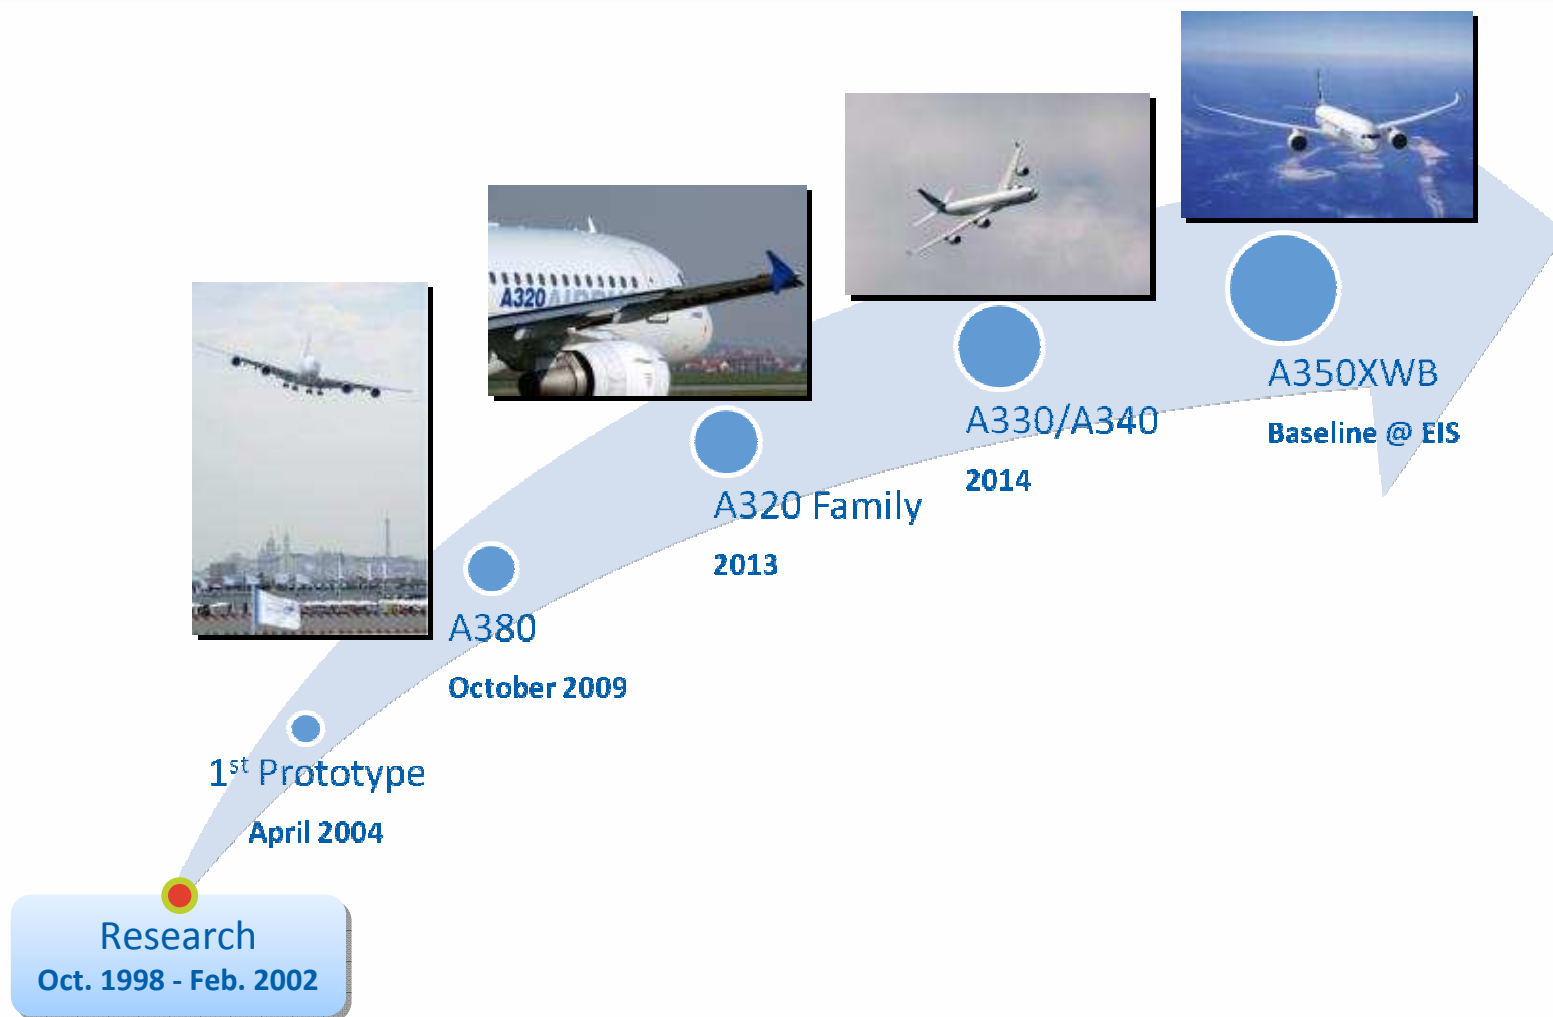 A350XWB
Baseline @ EIS
A330/A340
2014
A320 AIRBUS
A320 Family
2013
A380
October 2009
1st Prototype
April 2004
Research
Oct. 1998 - Feb. 2002